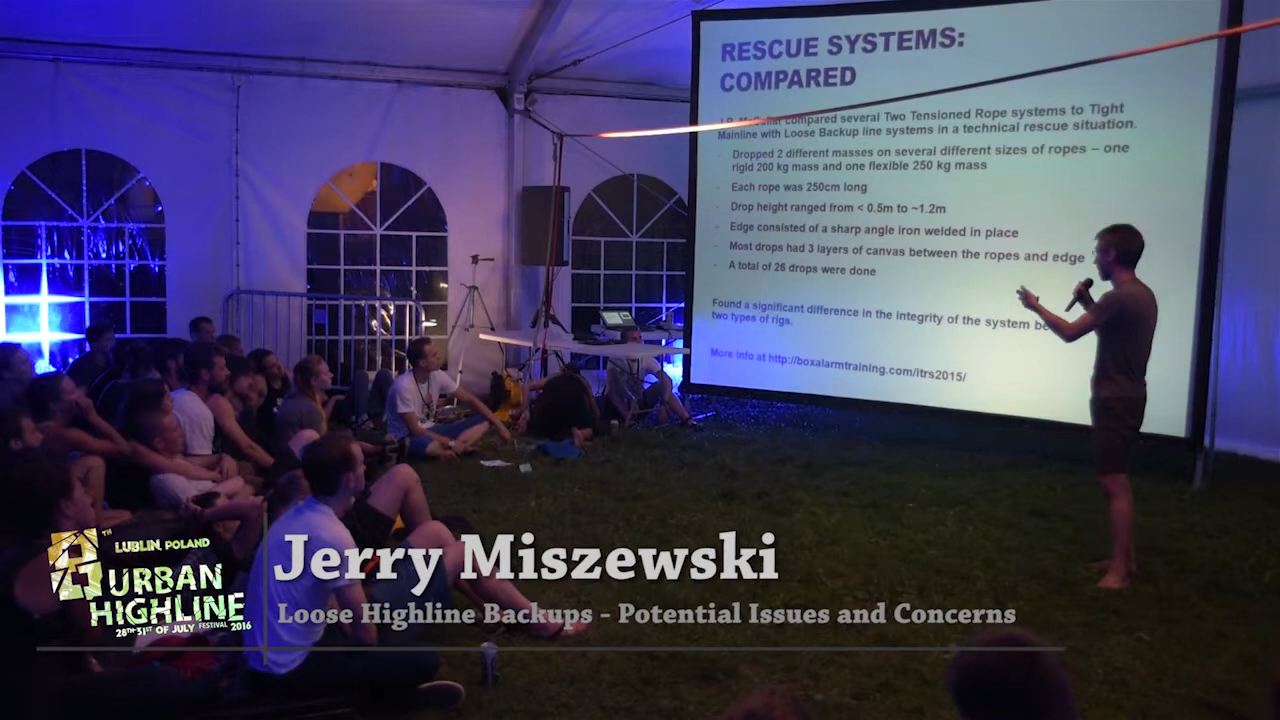 RESCUE SYSTEMS:
COMPARED
compared several Two Tensioned Rope systems to Tight
Mainline with Loose Backup line systems in a technical rescue situation.
- Dropped 2 different masses on several different sizes of ropes – one
rigid 200 kg mass and one flexible 250 kg mass
- Each rope was 250cm long
- Drop height ranged from < 0.5m to ~1.2m
- Edge consisted of a sharp angle iron welded in place
- Most drops had 3 layers of canvas between the ropes and edge
- A total of 26 drops were done
Found a significant difference in the integrity of the system
two types of rigs.
More info at http://boxalarmtraining.com/itrs2015/
8TH LUBLIN, POLAND
URBAN
HIGHLINE
28TH-31ST OF JULY FESTIVAL 2016
Jerry Miszewski
Loose Highline Backups - Potential Issues and Concerns